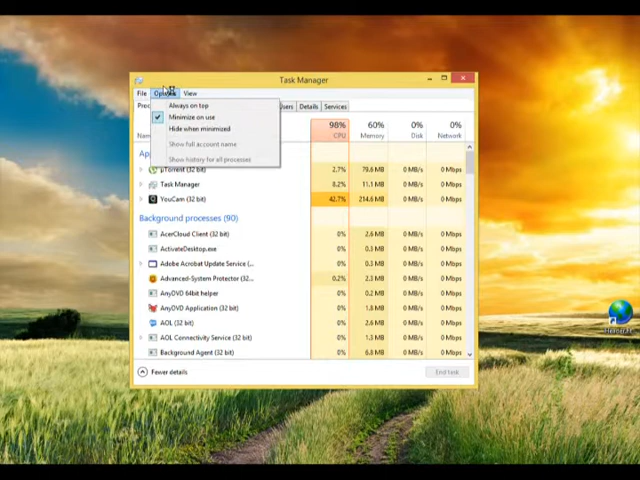 Task Manager
File Options View
Always on top
Minimize on use
Hide when minimized
Show full account name
Show history for all processes
Users Details Services
98% 60% 0% 0%
CPU Memory Disk Network
µTorrent (32 bit) 2.7% 79.6 MB 0 MB/s 0 Mbps
Task Manager 8.2% 11.1 MB 0 MB/s 0 Mbps
YouCam (32 bit) 42.7% 214.6 MB 0 MB/s 0 Mbps
Background processes (90)
AcerCloud Client (32 bit) 0% 2.6 MB 0 MB/s 0 Mbps
ActivateDesktop.exe 0% 0.3 MB 0 MB/s 0 Mbps
Adobe Acrobat Update Service (... 0% 0.3 MB 0 MB/s 0 Mbps
Advanced-System Protector (32... 0.2% 2.3 MB 0 MB/s 0 Mbps
AnyDVD 64bit helper 0% 0.2 MB 0 MB/s 0 Mbps
AnyDVD Application (32 bit) 0% 1.8 MB 0 MB/s 0 Mbps
AOL (32 bit) 0% 2.6 MB 0 MB/s 0 Mbps
AOL Connectivity Service (32 bit) 0% 1.3 MB 0 MB/s 0 Mbps
Background Agent (32 bit) 0% 6.8 MB 0 MB/s 0 Mbps
Fewer details
End task